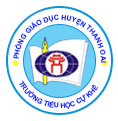 PHÒNG GIÁO DỤC HUYỆN THANH OAI
TRƯỜNG TIỂU HỌC CỰ KHÊ